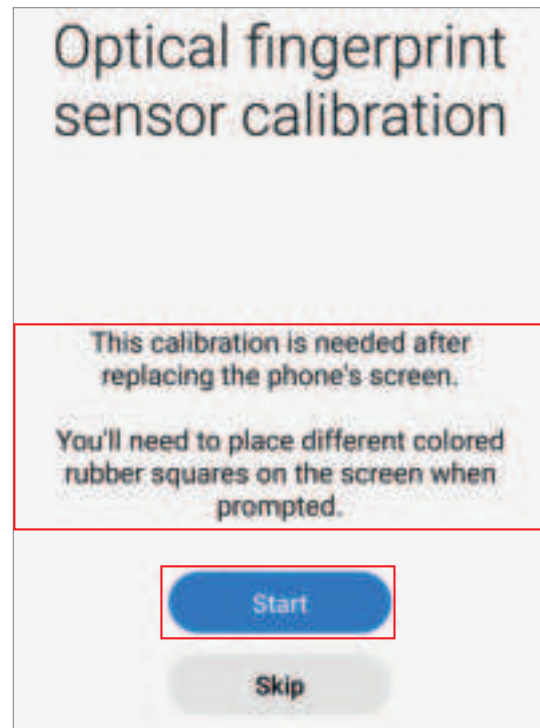 Optical fingerprint
sensor calibration
This calibration is needed after
replacing the phone's screen.
You'll need to place different colored
rubber squares on the screen when
prompted.
Start
Skip